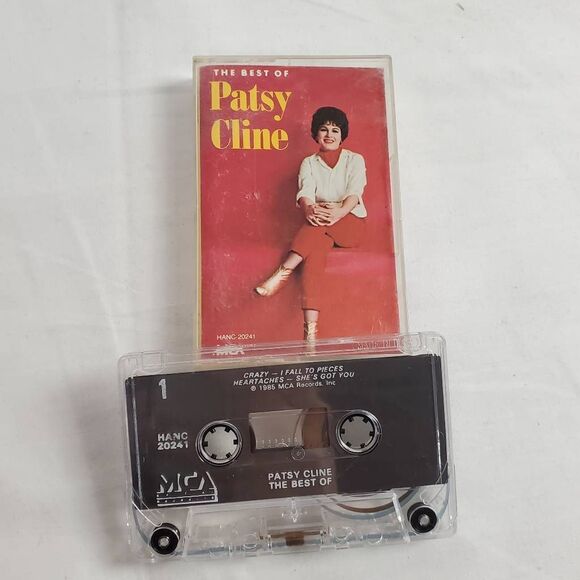 THE BEST OF
Patsy
Cline
HANC-20241
MCA
CRAZY – I FALL TO PIECES
HEARTACHES – SHE'S GOT YOU
℗ 1985 MCA Records, Inc
1
HANC
20241
MCA
PATSY CLINE
THE BEST OF